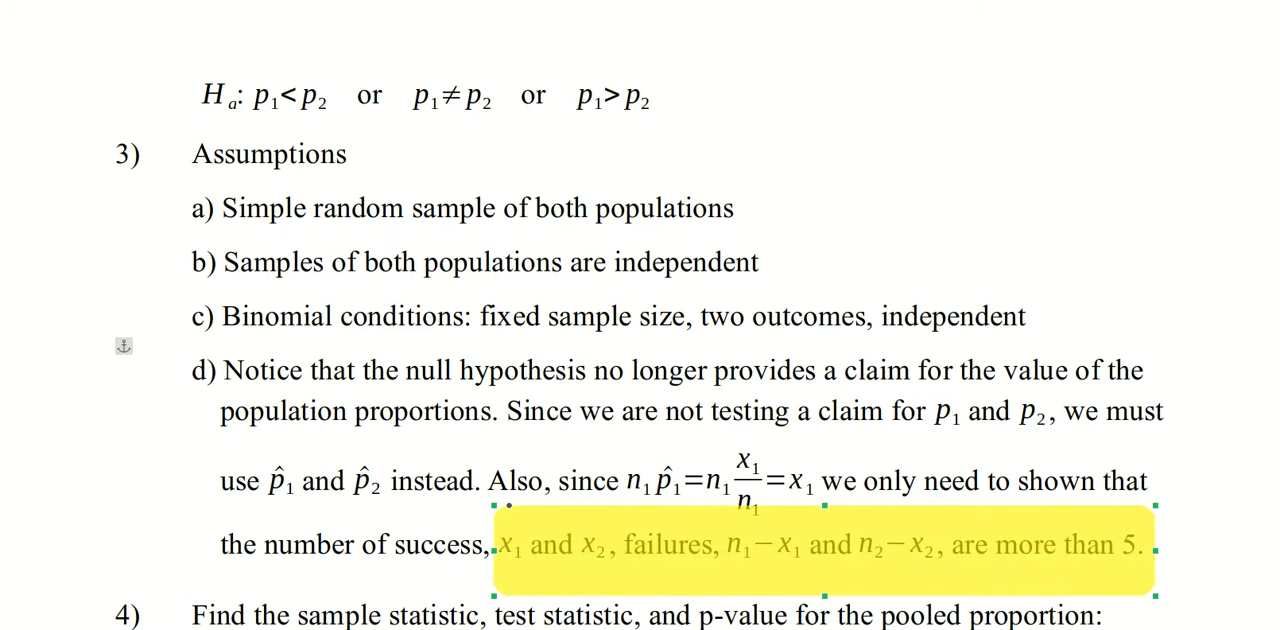 Hₐ: p₁<p₂ or p₁≠p₂ or p₁>p₂
3) Assumptions
a) Simple random sample of both populations
b) Samples of both populations are independent
c) Binomial conditions: fixed sample size, two outcomes, independent
d) Notice that the null hypothesis no longer provides a claim for the value of the
population proportions. Since we are not testing a claim for p₁ and p₂, we must
use p̂₁ and p̂₂ instead. Also, since n₁p̂₁=n₁ x₁/n₁ =x₁ we only need to shown that
the number of success, x₁ and x₂, failures, n₁−x₁ and n₂−x₂, are more than 5.
4) Find the sample statistic, test statistic, and p-value for the pooled proportion: